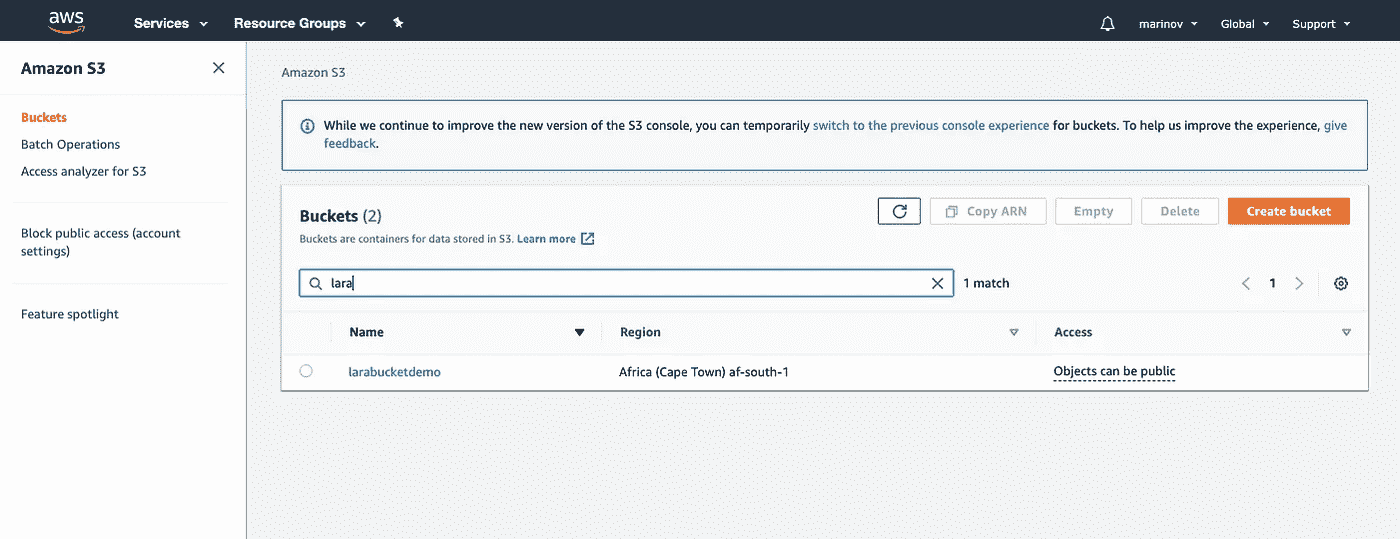 aws
Services
Resource Groups
marinov
Global
Support
Amazon S3
Buckets
Batch Operations
Access analyzer for S3
Block public access (account
settings)
Feature spotlight
Amazon S3
While we continue to improve the new version of the S3 console, you can temporarily switch to the previous console experience for buckets. To help us improve the experience, give
feedback.
Buckets (2)
Copy ARN
Empty
Delete
Create bucket
Buckets are containers for data stored in S3. Learn more
lara
1 match
1
Name
Region
Access
larabucketdemo
Africa (Cape Town) af-south-1
Objects can be public